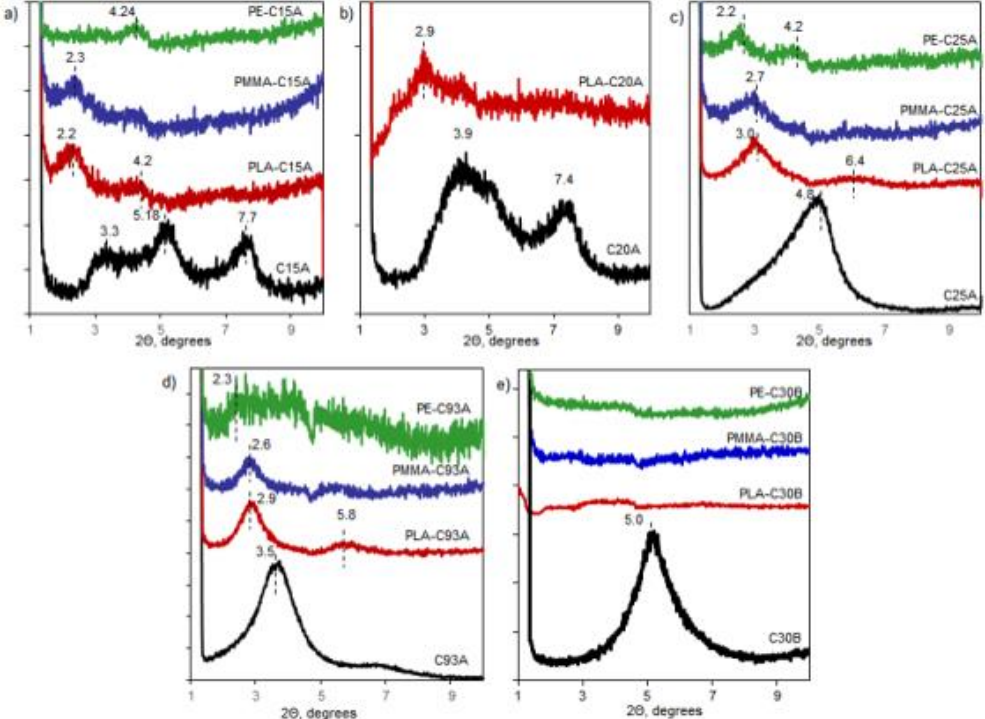 a)
4.24
PE-C15A
2.3
PMMA-C15A
2.2
4.2
PLA-C15A
5.18
3.3
7.7
C15A
1 3 5 7 9
2Θ, degrees
b)
2.9
PLA-C20A
3.9
7.4
C20A
1 3 5 7 9
2Θ, degrees
c)
2.2
4.2
PE-C25A
2.7
PMMA-C25A
3.0
6.4
PLA-C25A
4.8
C25A
1 3 5 7 9
2Θ, degrees
d)
2.3
PE-C93A
2.6
PMMA-C93A
2.9
5.8
PLA-C93A
3.5
C93A
1 3 5 7 9
2Θ, degrees
e)
PE-C30B
PMMA-C30B
PLA-C30B
5.0
C30B
1 3 5 7 9
2Θ, degrees